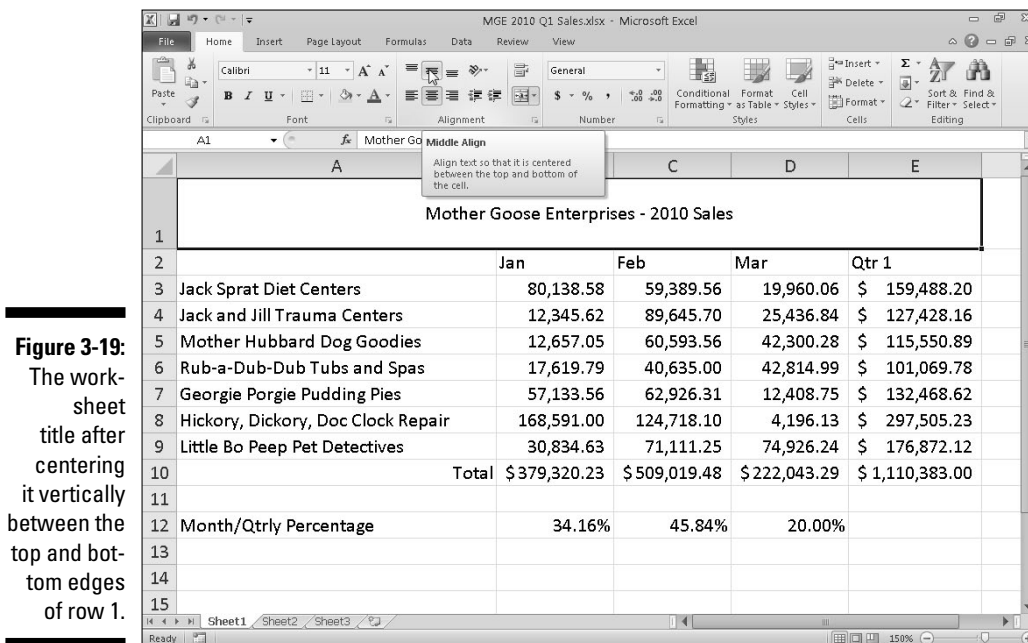 MGE 2010 Q1 Sales.xlsx - Microsoft Excel
File Home Insert Page Layout Formulas Data Review View
Calibri 11 A A General Insert Σ
Paste B I U A $ % , .0 .00 .00 .0 Conditional Formatting Format as Table Cell Styles Delete Format Sort & Filter Find & Select
Clipboard Font Alignment Number Styles Cells Editing
A1 fx Mother Go
Middle Align
Align text so that it is centered
between the top and bottom of
the cell.
A C D E
1 Mother Goose Enterprises - 2010 Sales
2 Jan Feb Mar Qtr 1
3 Jack Sprat Diet Centers 80,138.58 59,389.56 19,960.06 $ 159,488.20
4 Jack and Jill Trauma Centers 12,345.62 89,645.70 25,436.84 $ 127,428.16
5 Mother Hubbard Dog Goodies 12,657.05 60,593.56 42,300.28 $ 115,550.89
6 Rub-a-Dub-Dub Tubs and Spas 17,619.79 40,635.00 42,814.99 $ 101,069.78
7 Georgie Porgie Pudding Pies 57,133.56 62,926.31 12,408.75 $ 132,468.62
8 Hickory, Dickory, Doc Clock Repair 168,591.00 124,718.10 4,196.13 $ 297,505.23
9 Little Bo Peep Pet Detectives 30,834.63 71,111.25 74,926.24 $ 176,872.12
10 Total $379,320.23 $509,019.48 $222,043.29 $1,110,383.00
11
12 Month/Qtrly Percentage 34.16% 45.84% 20.00%
13
14
15
Sheet1 Sheet2 Sheet3
Ready 150%
Figure 3-19:
The work-
sheet
title after
centering
it vertically
between the
top and bot-
tom edges
of row 1.